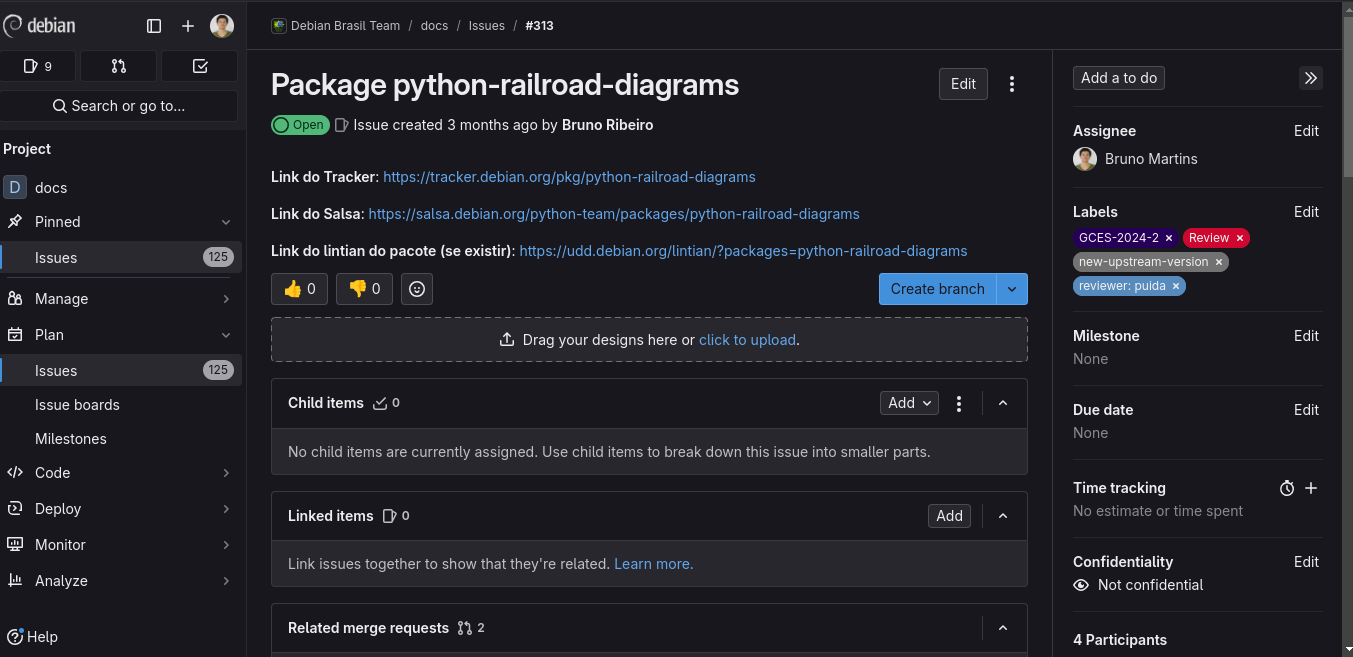 debian
9
Search or go to...
Project
D docs
Pinned
Issues 125
Manage
Plan
Issues 125
Issue boards
Milestones
Code
Deploy
Monitor
Analyze
Help
Debian Brasil Team / docs / Issues / #313
Package python-railroad-diagrams
Edit
Open Issue created 3 months ago by Bruno Ribeiro
Link do Tracker: https://tracker.debian.org/pkg/python-railroad-diagrams
Link do Salsa: https://salsa.debian.org/python-team/packages/python-railroad-diagrams
Link do lintian do pacote (se existir): https://udd.debian.org/lintian/?packages=python-railroad-diagrams
👍 0 👎 0 Create branch
Drag your designs here or click to upload.
Child items 0 Add
No child items are currently assigned. Use child items to break down this issue into smaller parts.
Linked items 0 Add
Link issues together to show that they're related. Learn more.
Related merge requests 2
Add a to do
Assignee Edit
Bruno Martins
Labels Edit
GCES-2024-2 × Review ×
new-upstream-version ×
reviewer: puida ×
Milestone Edit
None
Due date Edit
None
Time tracking
No estimate or time spent
Confidentiality Edit
Not confidential
4 Participants